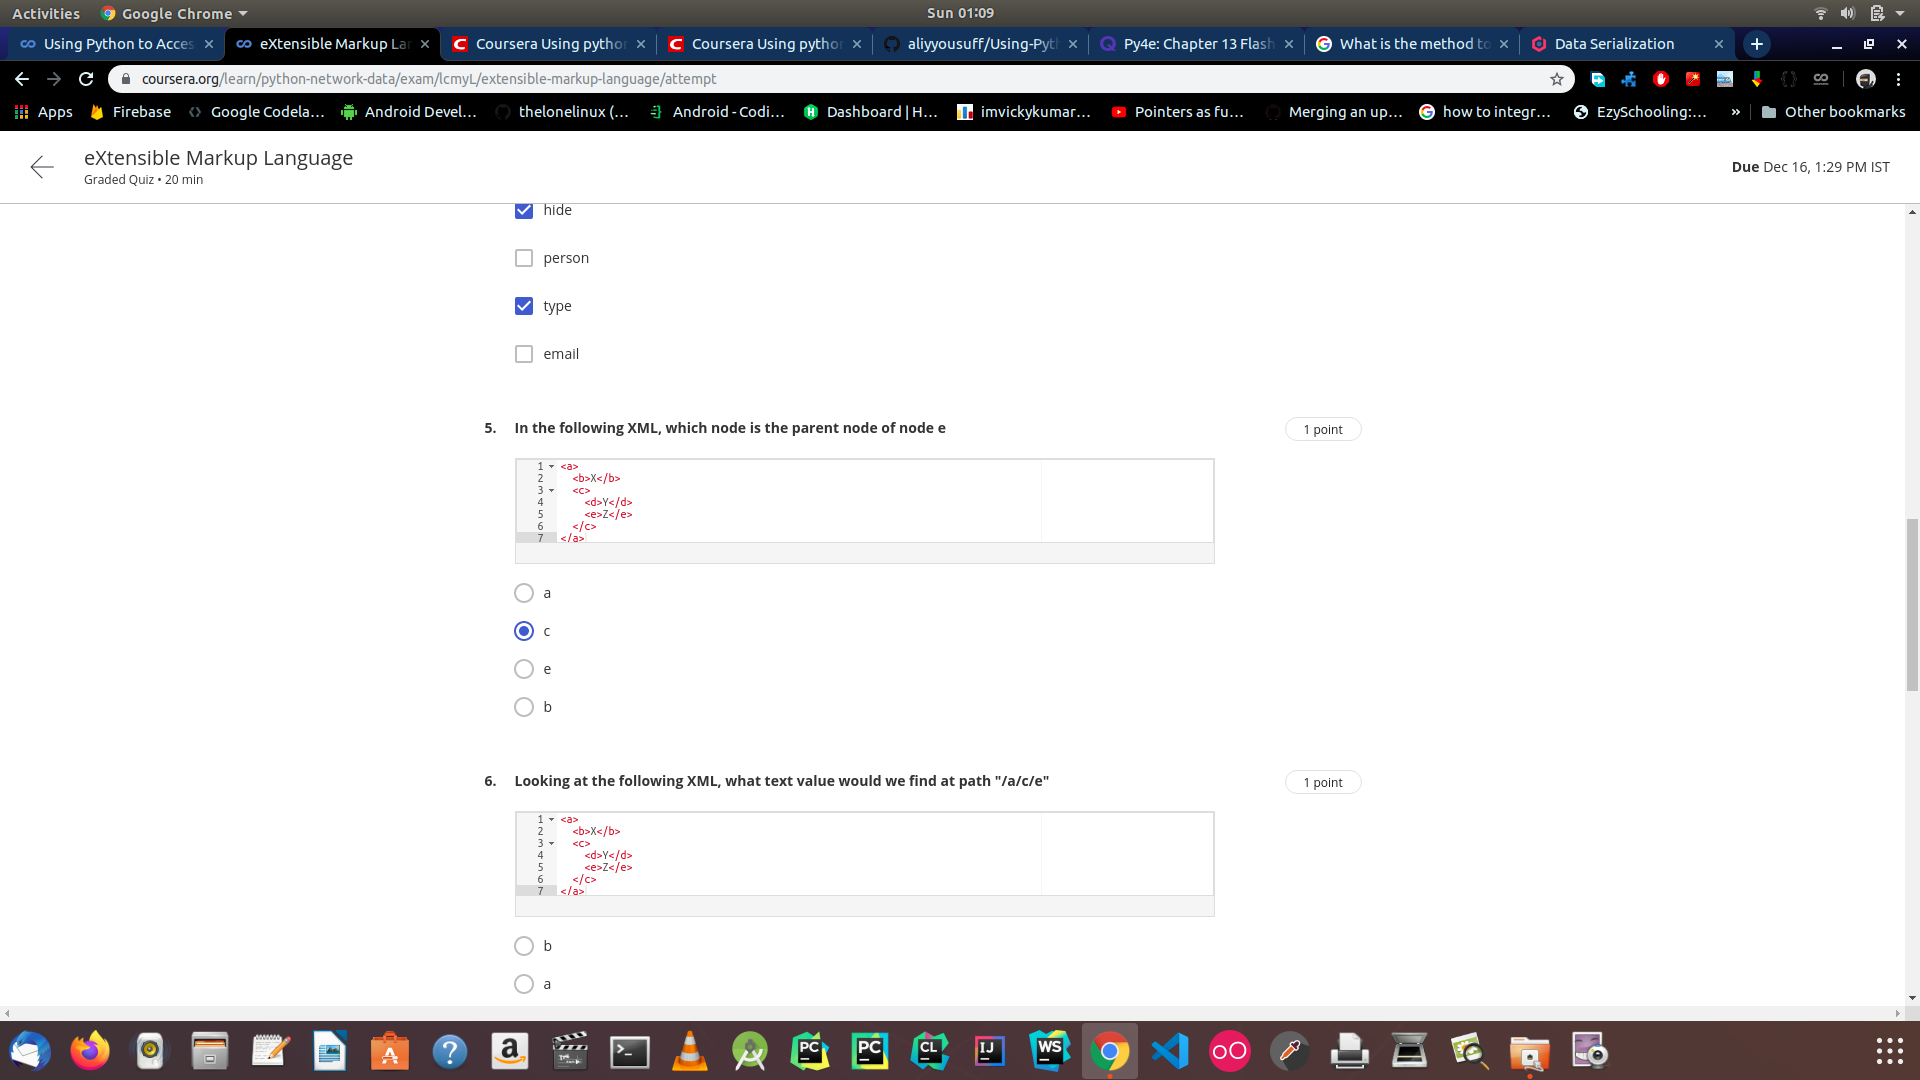 Activities Google Chrome Sun 01:09
Using Python to Acces eXtensible Markup La Coursera Using pythor Coursera Using pythor aliyyousuff/Using-Pyt Py4e: Chapter 13 Flash What is the method to Data Serialization
coursera.org/learn/python-network-data/exam/lcmyL/extensible-markup-language/attempt
Apps Firebase Google Codela... Android Devel... thelonelinux (... Android - Codi... Dashboard | H... imvickykumar... Pointers as fu... Merging an up... how to integr... EzySchooling:... » Other bookmarks
eXtensible Markup Language
Graded Quiz • 20 min
Due Dec 16, 1:29 PM IST
hide
person
type
email
5. In the following XML, which node is the parent node of node e
1 point
1 <a>
2 <b>X</b>
3 <c>
4 <d>Y</d>
5 <e>Z</e>
6 </c>
7 </a>
a
c
e
b
6. Looking at the following XML, what text value would we find at path "/a/c/e"
1 point
1 <a>
2 <b>X</b>
3 <c>
4 <d>Y</d>
5 <e>Z</e>
6 </c>
7 </a>
b
a